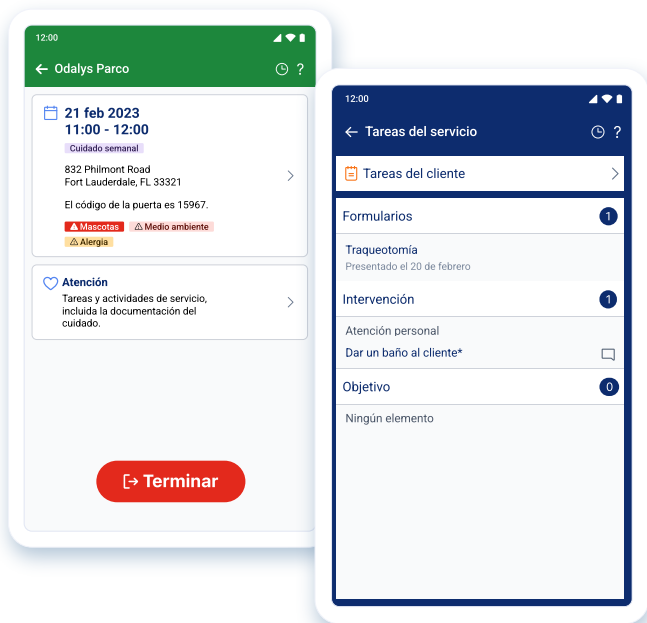 12:00
Odalys Parco
?
21 feb 2023
11:00 - 12:00
Cuidado semanal
832 Philmont Road
Fort Lauderdale, FL 33321
El código de la puerta es 15967.
Mascotas
Medio ambiente
Alergia
Atención
Tareas y actividades de servicio,
incluida la documentación del
cuidado.
Terminar
12:00
Tareas del servicio
?
Tareas del cliente
Formularios 1
Traqueotomía
Presentado el 20 de febrero
Intervención 1
Atención personal
Dar un baño al cliente*
Objetivo 0
Ningún elemento